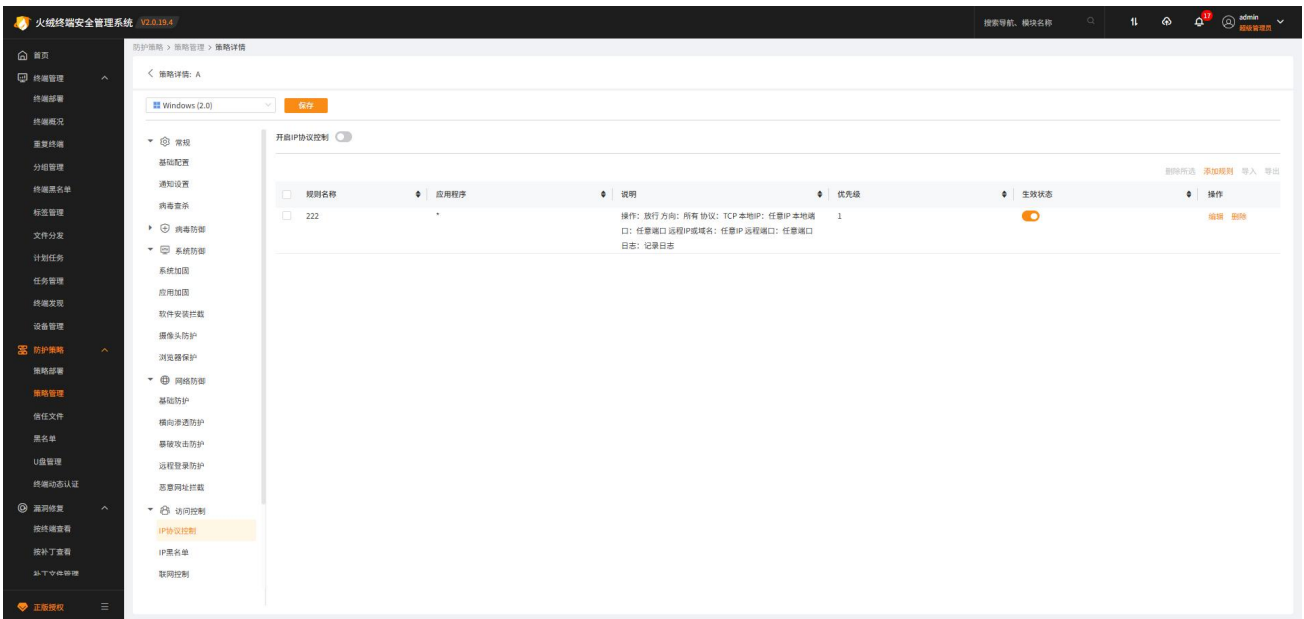 火绒终端安全管理系统 V2.0.19.4
搜索导航、模块名称
17
admin
超级管理员
首页
终端管理
终端部署
终端概况
重复终端
分组管理
终端黑名单
标签管理
文件分发
计划任务
任务管理
终端发现
设备管理
防护策略
策略部署
策略管理
信任文件
黑名单
U盘管理
终端动态认证
漏洞修复
按终端查看
按补丁查看
补丁文件管理
正版授权
防护策略 > 策略管理 > 策略详情
策略详情: A
Windows (2.0)
保存
常规
基础配置
通知设置
病毒查杀
病毒防御
系统防御
系统加固
应用加固
软件安装拦截
摄像头防护
浏览器保护
网络防御
基础防护
横向渗透防护
暴破攻击防护
远程登录防护
恶意网址拦截
访问控制
IP协议控制
IP黑名单
联网控制
开启IP协议控制
删除所选 添加规则 导入 导出
规则名称 应用程序 说明 优先级 生效状态 操作
222 * 操作: 放行 方向: 所有 协议: TCP 本地IP: 任意IP 本地端 1 编辑 删除
口: 任意端口 远程IP或域名: 任意IP 远程端口: 任意端口
日志: 记录日志